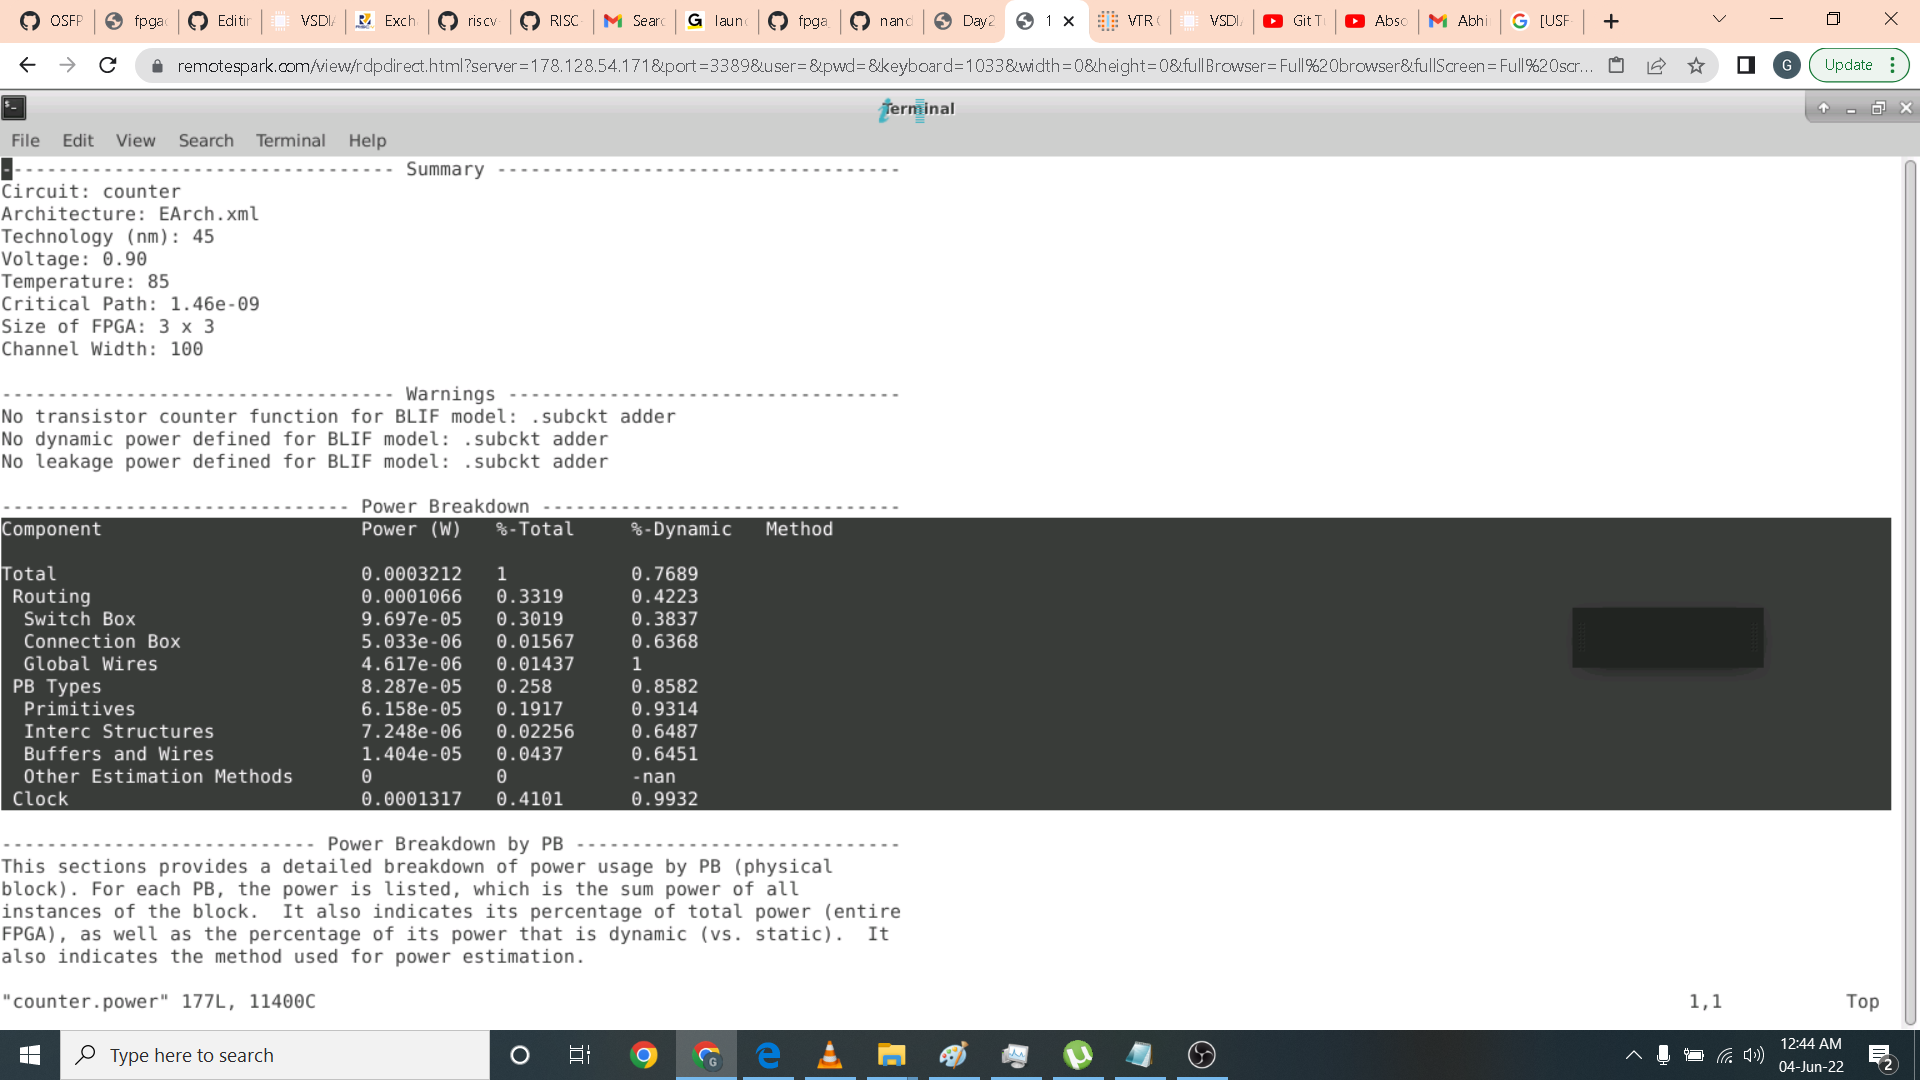 OSFP
fpga
Editin
VSDI
Exch
riscv
RISC
Sear
laun
fpga
nand
Day2
1
VTR
VSDI
Git T
Abso
Abhi
[USF
remotespark.com/view/rdpdirect.html?server=178.128.54.171&port=3389&user=&pwd=&keyboard=1033&width=0&height=0&fullBrowser=Full%20browser&fullScreen=Full%20scr...
G
Update
Terminal
File Edit View Search Terminal Help
---------------------------------- Summary ------------------------------------
Circuit: counter
Architecture: EArch.xml
Technology (nm): 45
Voltage: 0.90
Temperature: 85
Critical Path: 1.46e-09
Size of FPGA: 3 x 3
Channel Width: 100
----------------------------------- Warnings -----------------------------------
No transistor counter function for BLIF model: .subckt adder
No dynamic power defined for BLIF model: .subckt adder
No leakage power defined for BLIF model: .subckt adder
------------------------------- Power Breakdown --------------------------------
Component Power (W) %-Total %-Dynamic Method
Total 0.0003212 1 0.7689
Routing 0.0001066 0.3319 0.4223
Switch Box 9.697e-05 0.3019 0.3837
Connection Box 5.033e-06 0.01567 0.6368
Global Wires 4.617e-06 0.01437 1
PB Types 8.287e-05 0.258 0.8582
Primitives 6.158e-05 0.1917 0.9314
Interc Structures 7.248e-06 0.02256 0.6487
Buffers and Wires 1.404e-05 0.0437 0.6451
Other Estimation Methods 0 0 -nan
Clock 0.0001317 0.4101 0.9932
---------------------------- Power Breakdown by PB -----------------------------
This sections provides a detailed breakdown of power usage by PB (physical
block). For each PB, the power is listed, which is the sum power of all
instances of the block.  It also indicates its percentage of total power (entire
FPGA), as well as the percentage of its power that is dynamic (vs. static).  It
also indicates the method used for power estimation.
"counter.power" 177L, 11400C 1,1 Top
Type here to search
12:44 AM
04-Jun-22
2